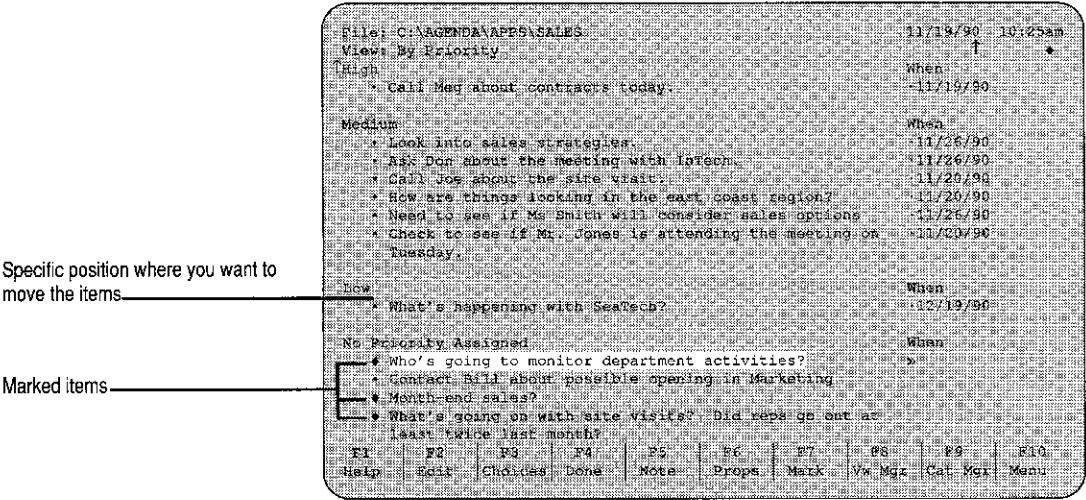 File: C:\AGENDA\APPS\SALES 11/19/90 10:25am
View: By Priority
High When
Call Meg about contracts today. ·11/19/90
Medium When
Look into sales strategies. ·11/26/90
Ask Don about the meeting with InTech. ·11/26/90
Call Joe about the site visit. ·11/20/90
How are things looking in the east coast region? ·11/20/90
Need to see if Ms Smith will consider sales options ·11/26/90
Check to see if Mr. Jones is attending the meeting on ·11/20/90
Tuesday.
Specific position where you want to
move the items
Low When
What's happening with SeaTech? ·12/19/90
No Priority Assigned When
Who's going to monitor department activities? »
Contact Bill about possible opening in Marketing
Marked items
Month-end sales?
What's going on with site visits? Did reps go out at
least twice last month?
F1 F2 F3 F4 F5 F6 F7 F8 F9 F10
Help Edit Choices Done Note Props Mark Vw Mgr Cat Mgr Menu